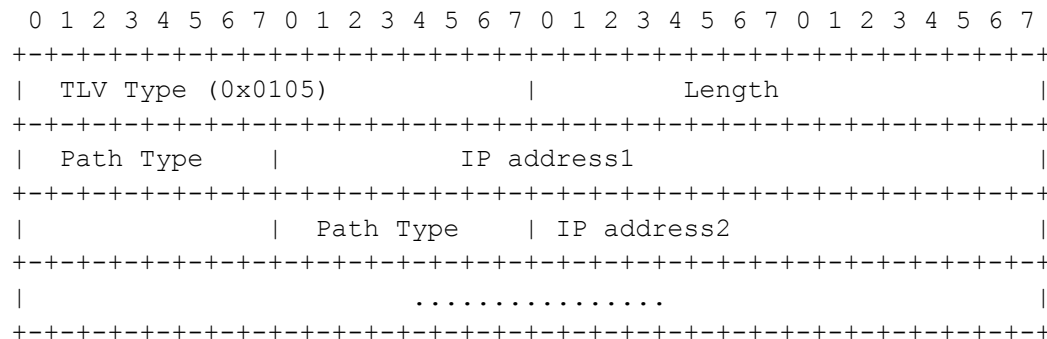 0 1 2 3 4 5 6 7 0 1 2 3 4 5 6 7 0 1 2 3 4 5 6 7 0 1 2 3 4 5 6 7
+-+-+-+-+-+-+-+-+-+-+-+-+-+-+-+-+-+-+-+-+-+-+-+-+-+-+-+-+-+-+-+-+
|  TLV Type (0x0105)            |         Length                |
+-+-+-+-+-+-+-+-+-+-+-+-+-+-+-+-+-+-+-+-+-+-+-+-+-+-+-+-+-+-+-+-+
|  Path Type    |           IP address1                         |
+-+-+-+-+-+-+-+-+-+-+-+-+-+-+-+-+-+-+-+-+-+-+-+-+-+-+-+-+-+-+-+-+
|               |  Path Type    | IP address2                   |
+-+-+-+-+-+-+-+-+-+-+-+-+-+-+-+-+-+-+-+-+-+-+-+-+-+-+-+-+-+-+-+-+
|                        ................                       |
+-+-+-+-+-+-+-+-+-+-+-+-+-+-+-+-+-+-+-+-+-+-+-+-+-+-+-+-+-+-+-+-+